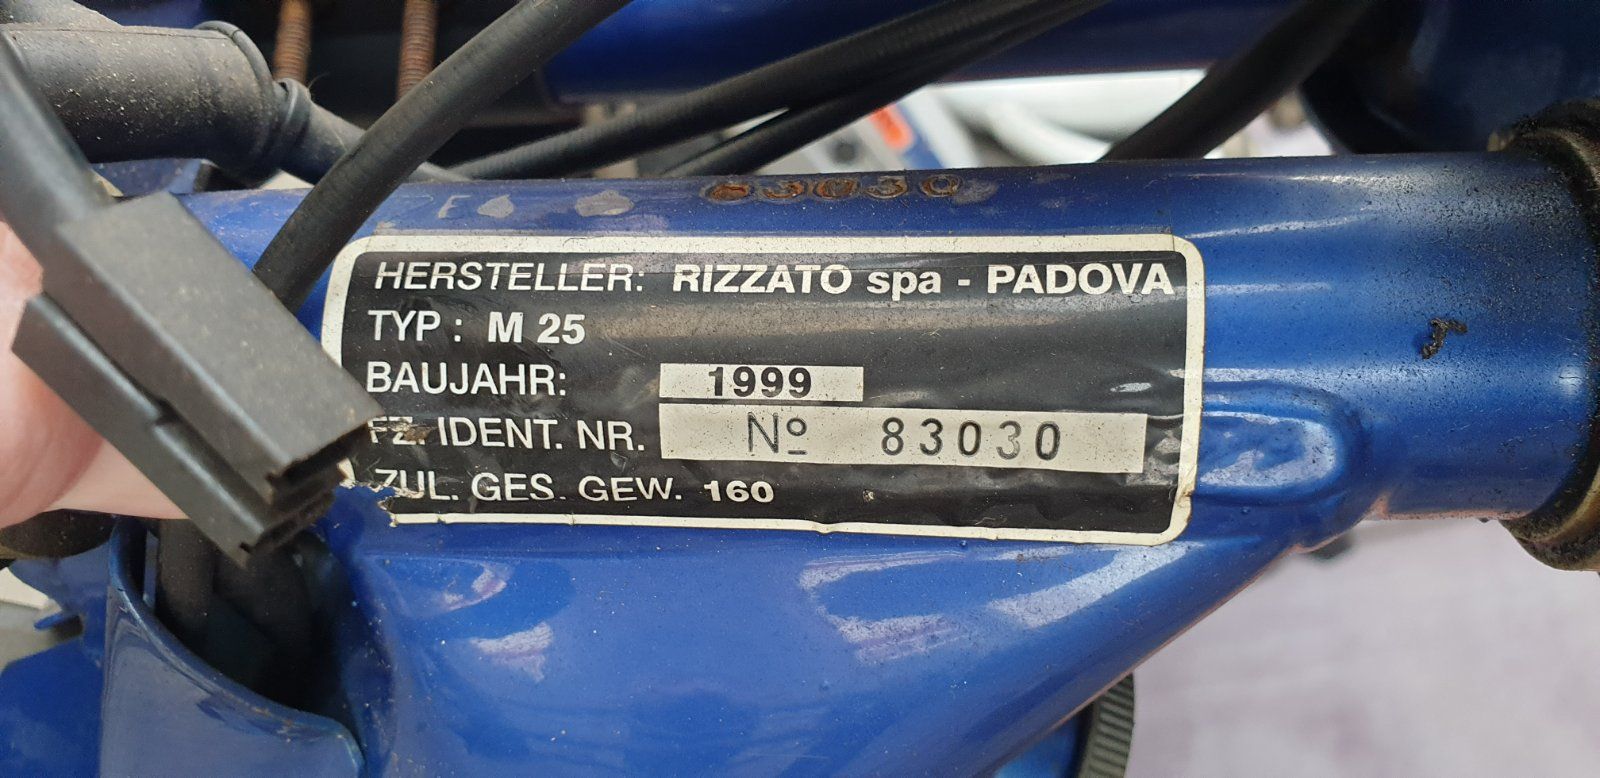 83030
HERSTELLER: RIZZATO spa - PADOVA
TYP : M 25
BAUJAHR: 1999
FZ. IDENT. NR. Nº 83030
ZUL. GES. GEW. 160